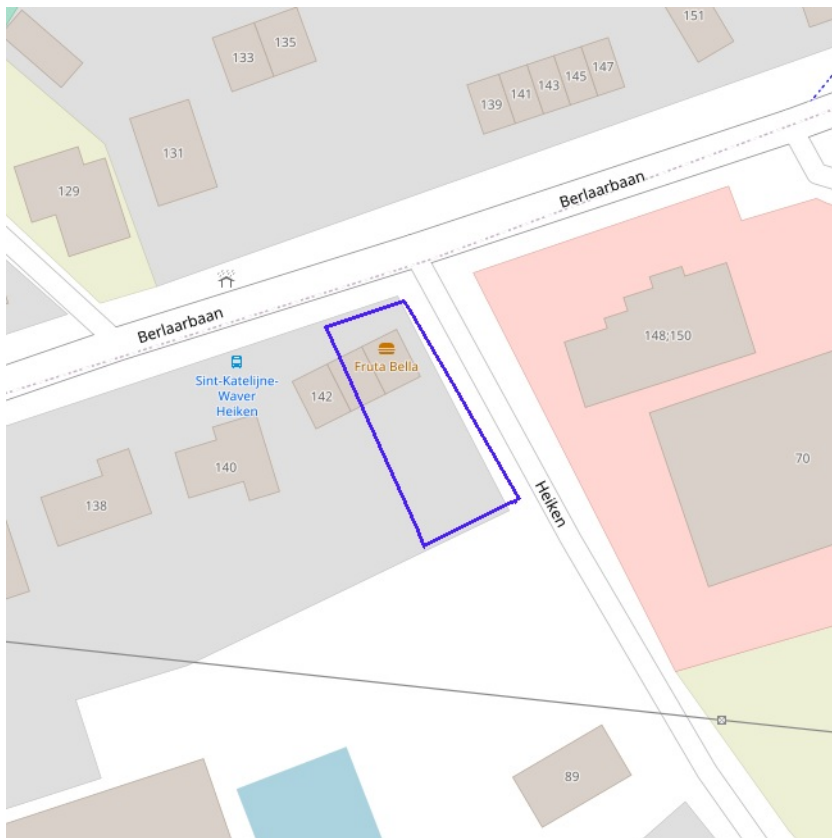 151
135
133
147
145
143
141
139
131
129
Berlaarbaan
Berlaarbaan
148;150
Fruta Bella
Sint-Katelijne-
Waver
Heiken
142
70
140
138
Heiken
89